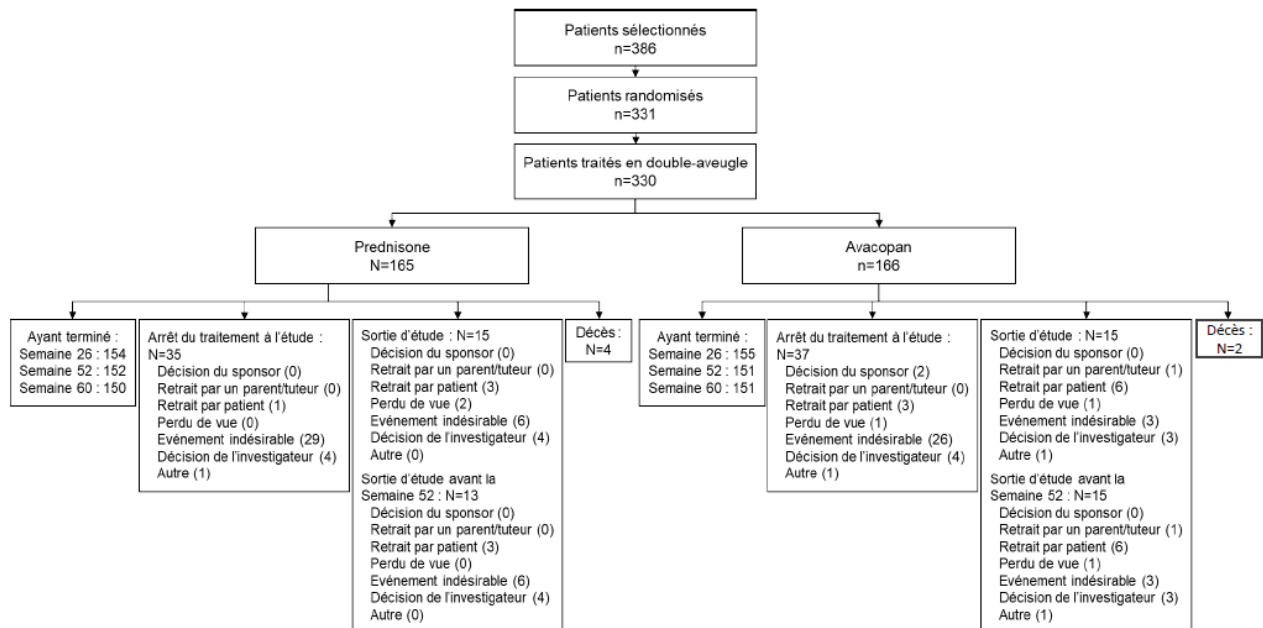 Patients sélectionnés
n=386
Patients randomisés
n=331
Patients traités en double-aveugle
n=330
Prednisone
N=165
Avacopan
n=166
Ayant terminé :
Semaine 26 : 154
Semaine 52 : 152
Semaine 60 : 150
Arrêt du traitement à l'étude :
N=35
Décision du sponsor (0)
Retrait par un parent/tuteur (0)
Retrait par patient (1)
Perdu de vue (0)
Evénement indésirable (29)
Décision de l'investigateur (4)
Autre (1)
Sortie d'étude : N=15
Décision du sponsor (0)
Retrait par un parent/tuteur (0)
Retrait par patient (3)
Perdu de vue (2)
Evénement indésirable (6)
Décision de l'investigateur (4)
Autre (0)
Sortie d'étude avant la
Semaine 52 : N=13
Décision du sponsor (0)
Retrait par un parent/tuteur (0)
Retrait par patient (3)
Perdu de vue (0)
Evénement indésirable (6)
Décision de l'investigateur (4)
Autre (0)
Décès :
N=4
Ayant terminé :
Semaine 26 : 155
Semaine 52 : 151
Semaine 60 : 151
Arrêt du traitement à l'étude :
N=37
Décision du sponsor (2)
Retrait par un parent/tuteur (0)
Retrait par patient (3)
Perdu de vue (1)
Evénement indésirable (26)
Décision de l'investigateur (4)
Autre (1)
Sortie d'étude : N=15
Décision du sponsor (0)
Retrait par un parent/tuteur (1)
Retrait par patient (6)
Perdu de vue (1)
Evénement indésirable (3)
Décision de l'investigateur (3)
Autre (1)
Sortie d'étude avant la
Semaine 52 : N=15
Décision du sponsor (0)
Retrait par un parent/tuteur (1)
Retrait par patient (6)
Perdu de vue (1)
Evénement indésirable (3)
Décision de l'investigateur (3)
Autre (1)
Décès :
N=2